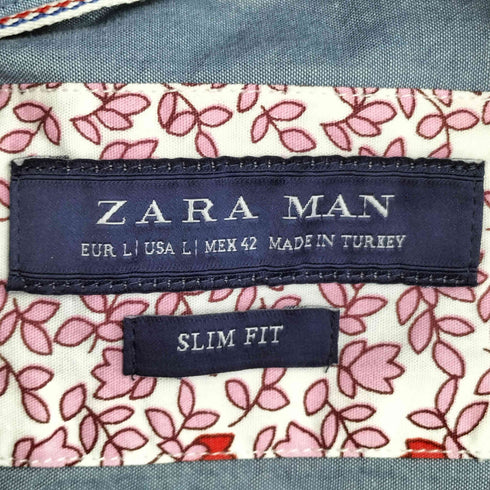 ZARA MAN
EUR L| USA L| MEX 42 MADE IN TURKEY
SLIM FIT